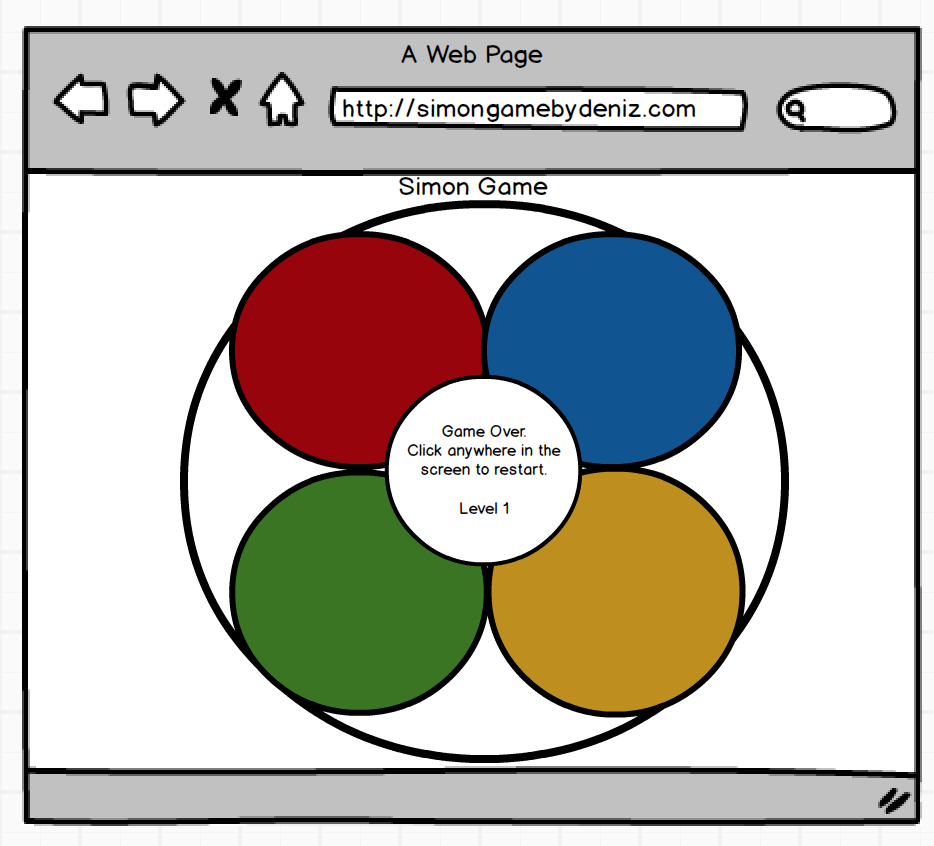 A Web Page
http://simongamebydeniz.com
Simon Game
Game Over.
Click anywhere in the
screen to restart.
Level 1